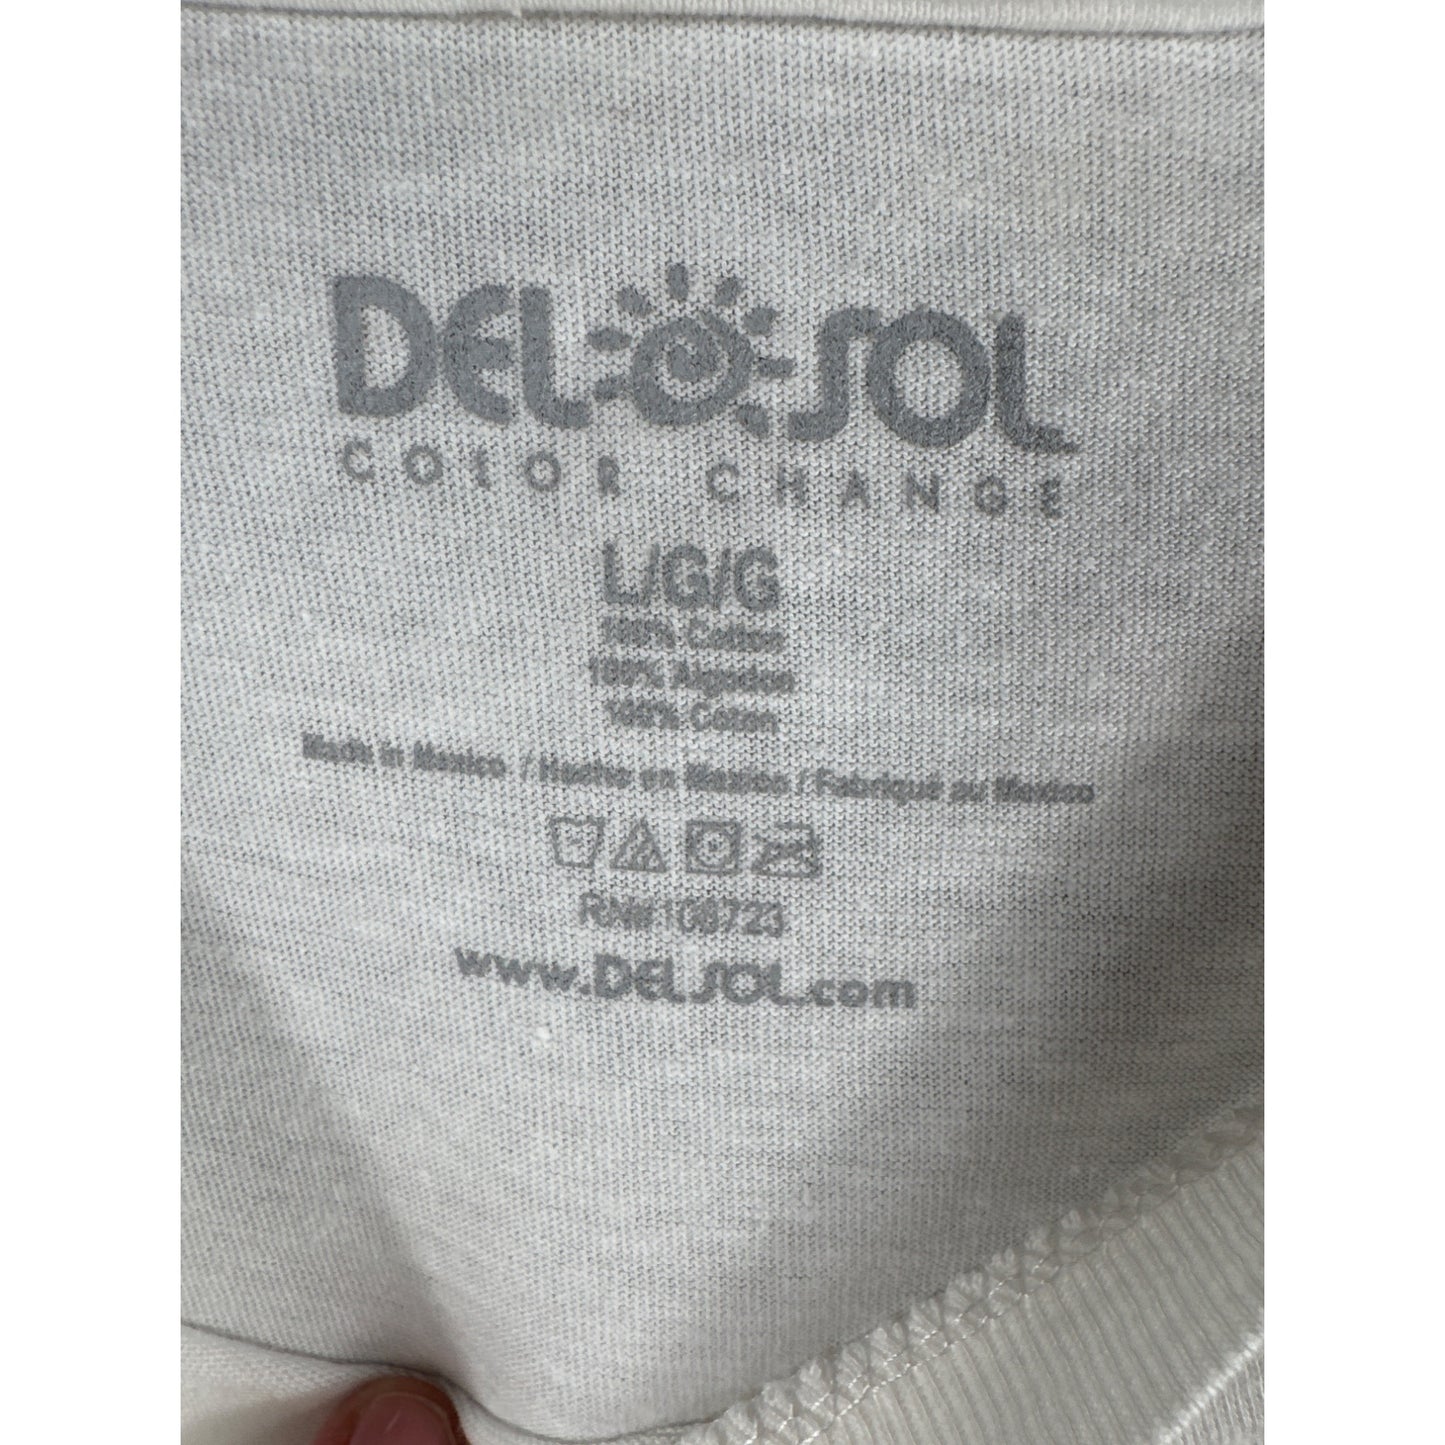 DEL SOL
COLOR CHANGE
L/G/G
100% Cotton
100% Algodon
100% Coton
Made in Mexico / Hecho en Mexico / Fabriqué au Mexico
RN#108723
www.DELSOL.com